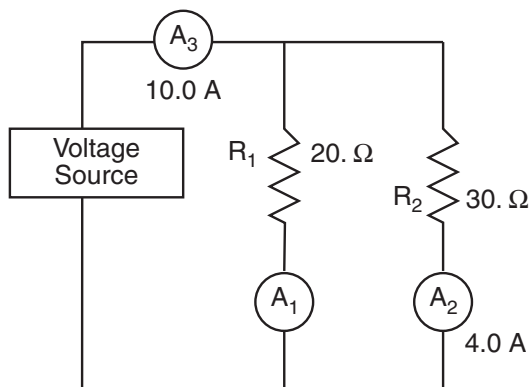 A₃
10.0 A
Voltage
Source
R₁
20. Ω
R₂
30. Ω
A₁
A₂
4.0 A